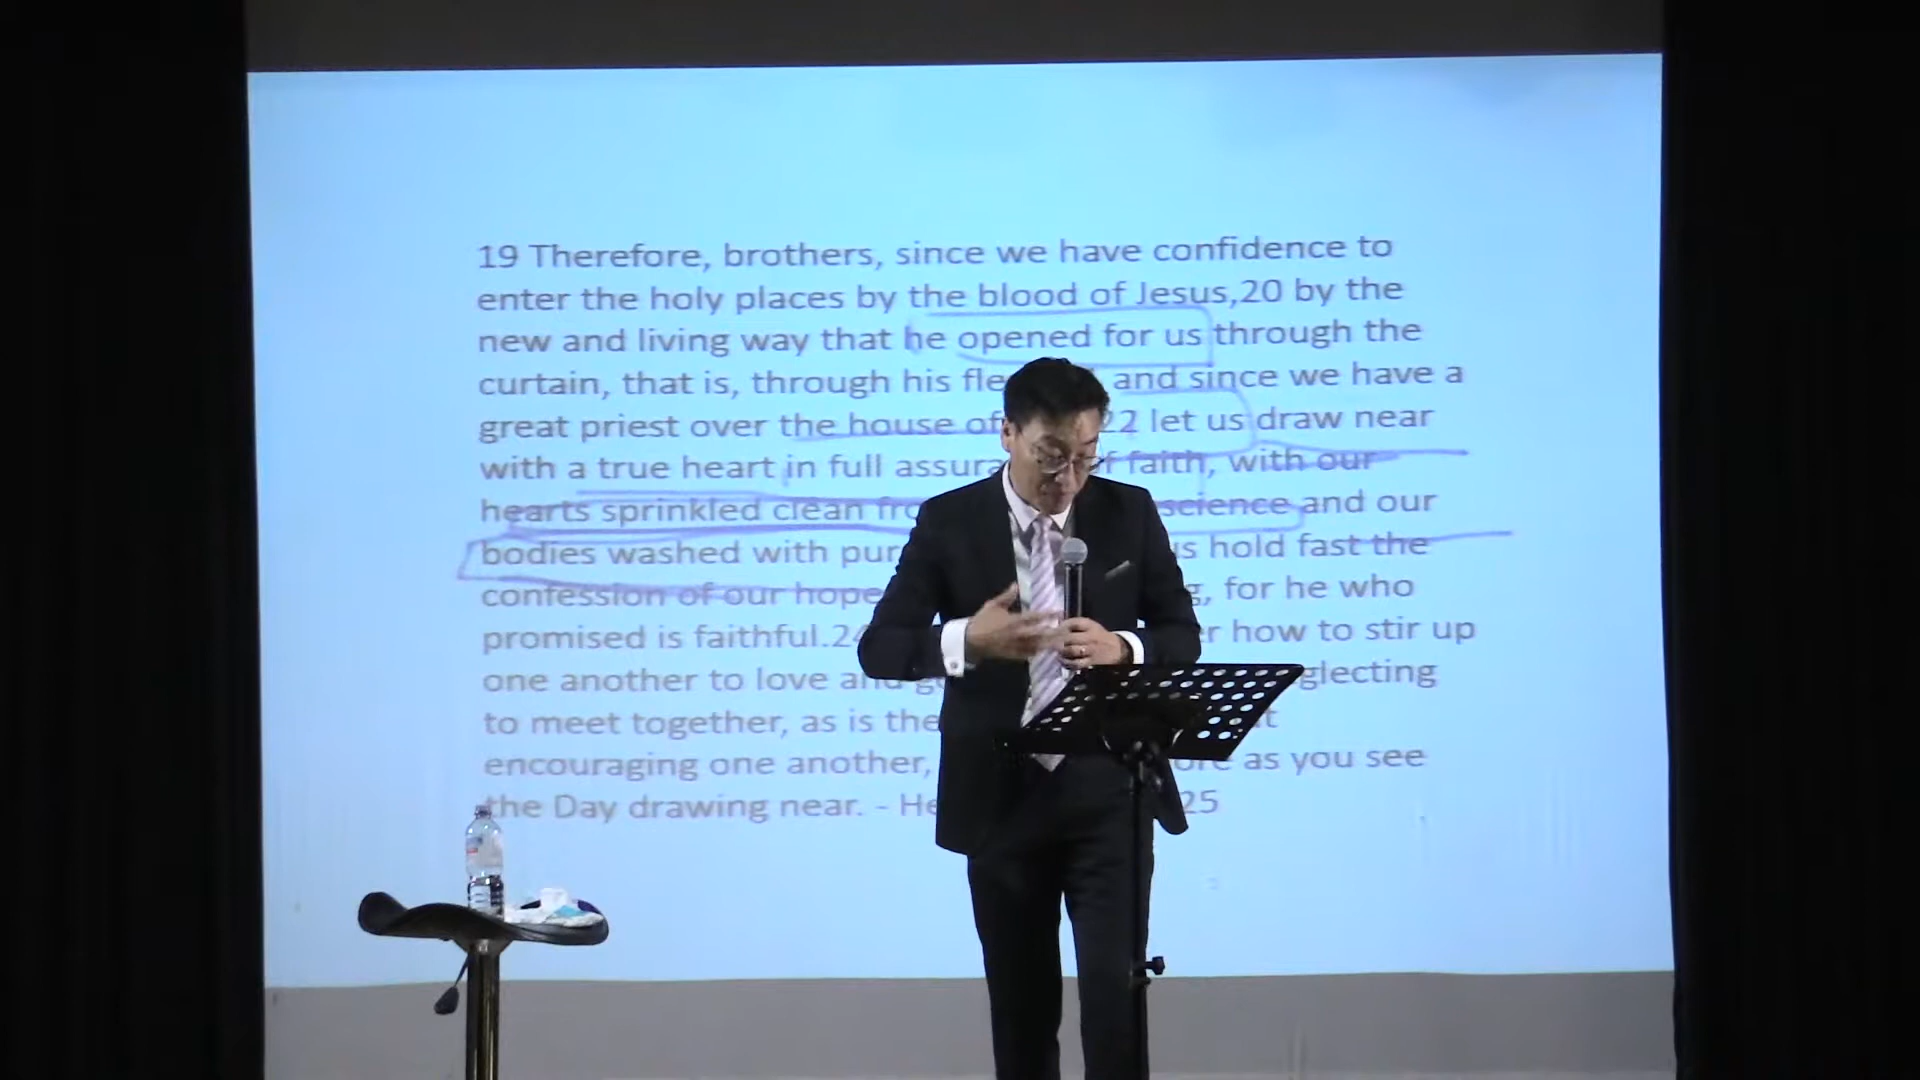 19 Therefore, brothers, since we have confidence to
enter the holy places by the blood of Jesus,20 by the
new and living way that he opened for us through the
curtain, that is, through his and since we have a
great priest over the house of 22 let us draw near
with a true heart in full of faith, with our
hearts sprinkled clean and our
bodies washed with hold fast the
confession of our hope for he who
promised is faithful. how to stir up
one another to love
to meet together, as is the
encouraging one another, as you see
the Day drawing near. - 25